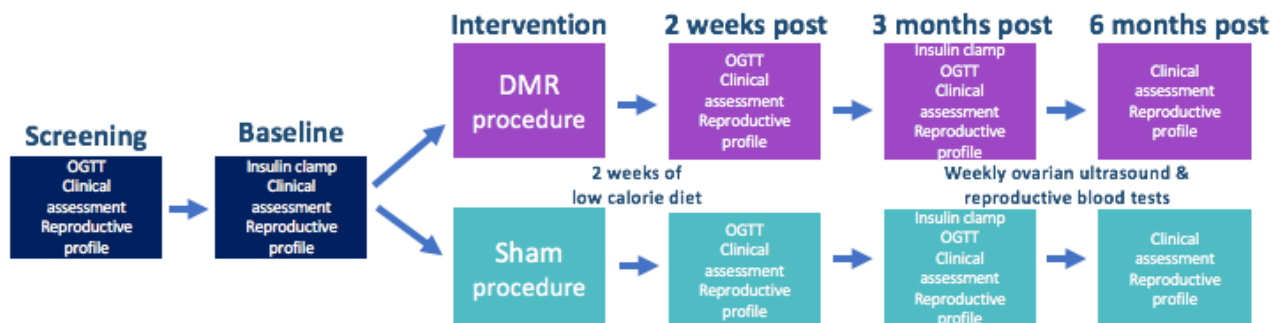 Intervention
2 weeks post
3 months post
6 months post
DMR
procedure
OGTT
Clinical
assessment
Reproductive
profile
Insulin clamp
OGTT
Clinical
assessment
Reproductive
profile
Clinical
assessment
Reproductive
profile
Screening
OGTT
Clinical
assessment
Reproductive
profile
Baseline
Insulin clamp
Clinical
assessment
Reproductive
profile
2 weeks of
low calorie diet
Weekly ovarian ultrasound &
reproductive blood tests
Sham
procedure
OGTT
Clinical
assessment
Reproductive
profile
Insulin clamp
OGTT
Clinical
assessment
Reproductive
profile
Clinical
assessment
Reproductive
profile